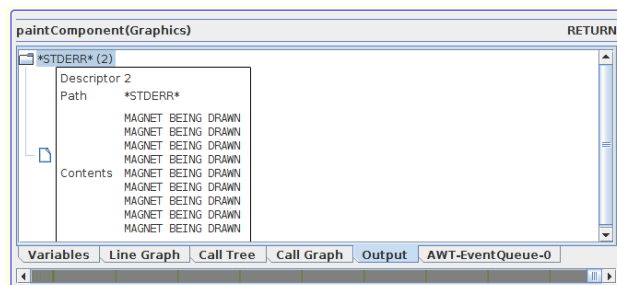 paintComponent(Graphics) RETURN
*STDERR* (2)
Descriptor 2
Path *STDERR*
MAGNET BEING DRAWN
MAGNET BEING DRAWN
MAGNET BEING DRAWN
MAGNET BEING DRAWN
Contents MAGNET BEING DRAWN
MAGNET BEING DRAWN
MAGNET BEING DRAWN
MAGNET BEING DRAWN
MAGNET BEING DRAWN
Variables Line Graph Call Tree Call Graph Output AWT-EventQueue-0